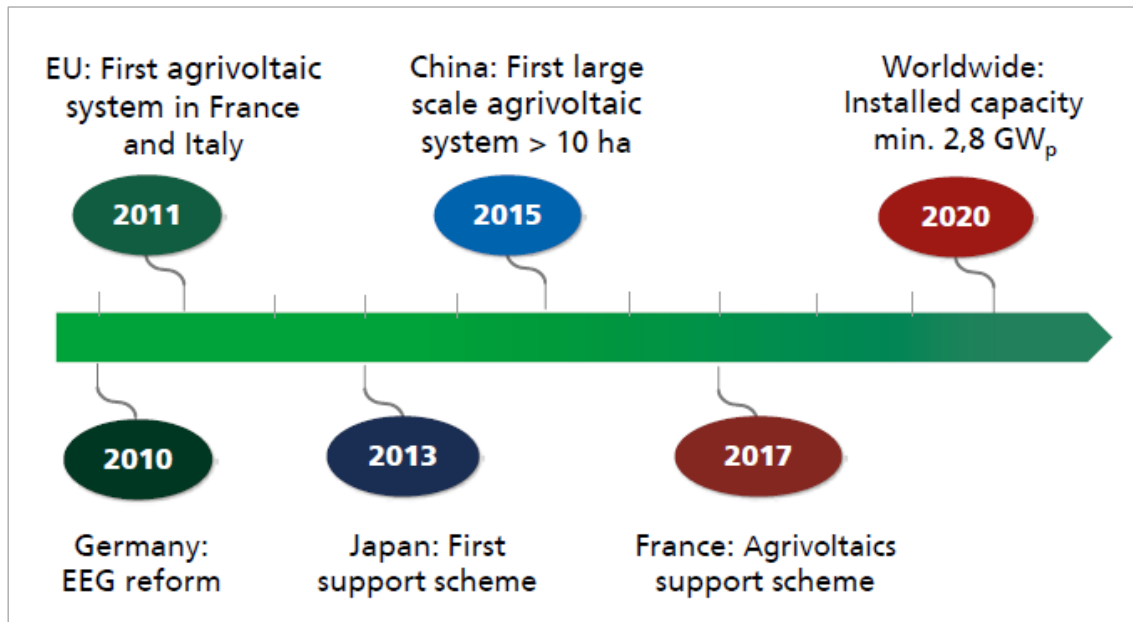 EU: First agrivoltaic
system in France
and Italy
China: First large
scale agrivoltaic
system > 10 ha
Worldwide:
Installed capacity
min. 2,8 GWₚ
2011
2015
2020
2010
2013
2017
Germany:
EEG reform
Japan: First
support scheme
France: Agrivoltaics
support scheme